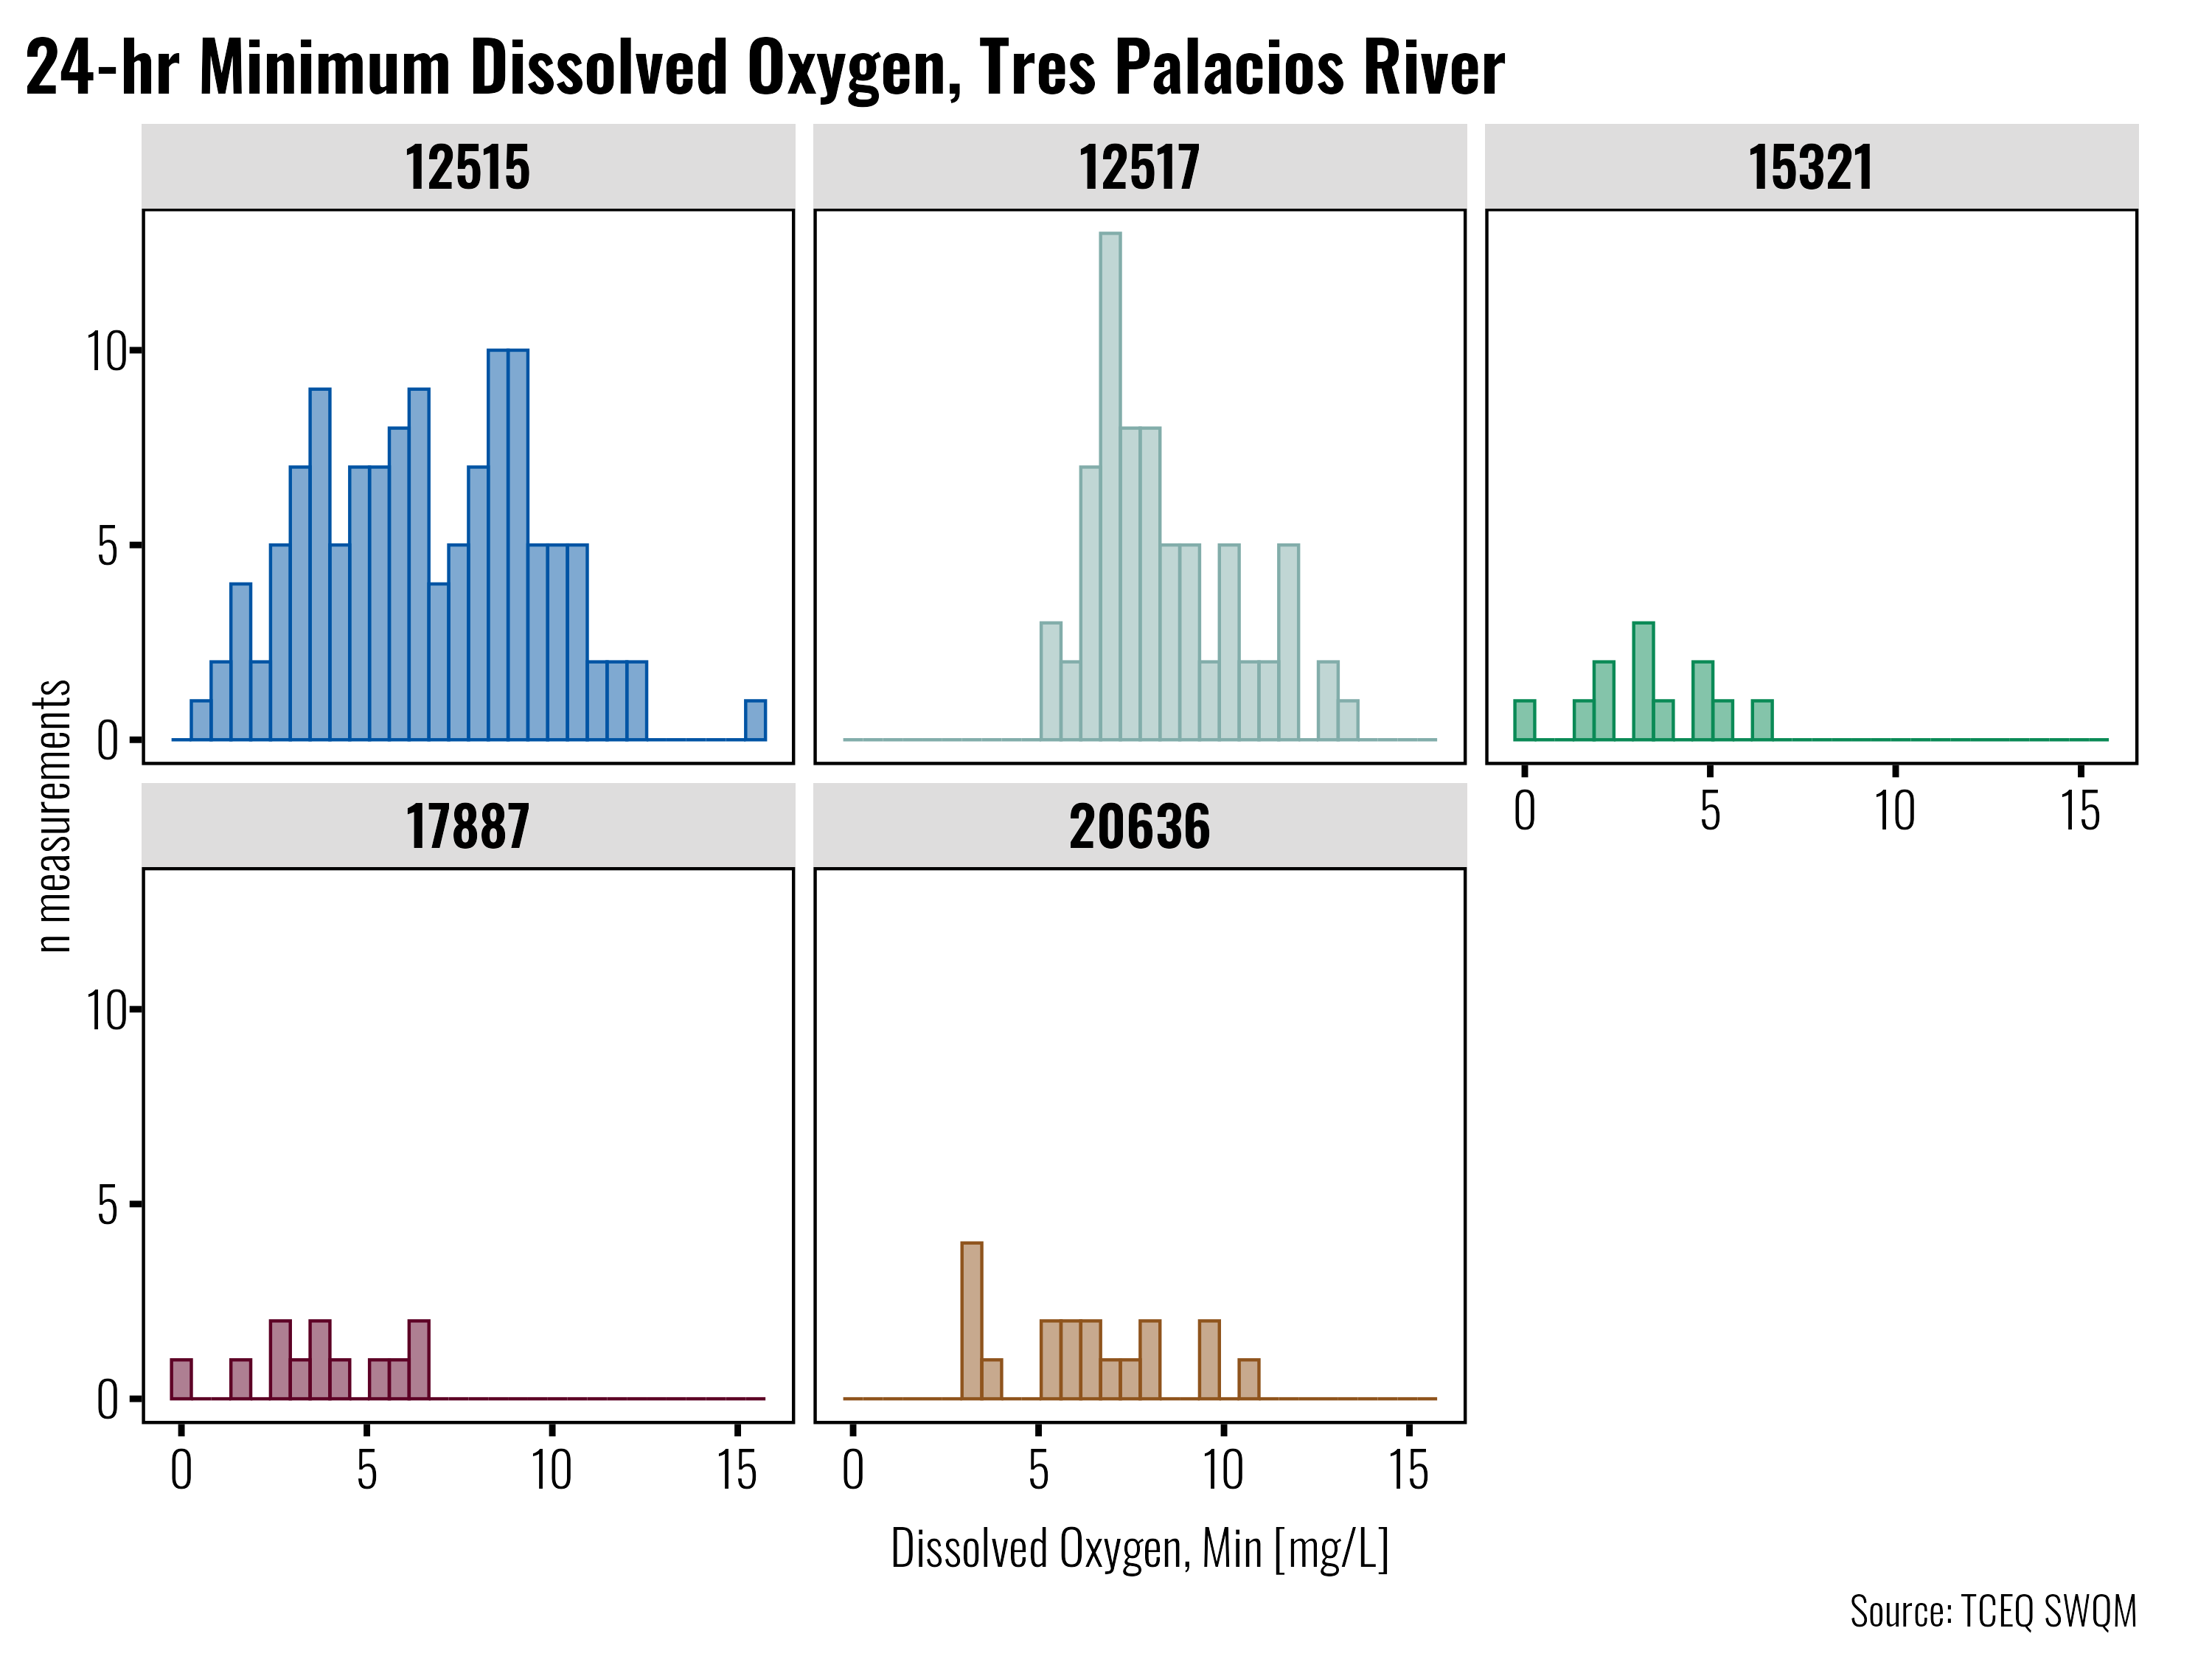 24-hr Minimum Dissolved Oxygen, Tres Palacios River
12515
12517
15321
10
5
0
0 5 10 15
n measurements
17887
20636
10
5
0
0 5 10 15
0 5 10 15
Dissolved Oxygen, Min [mg/L]
Source: TCEQ SWQM